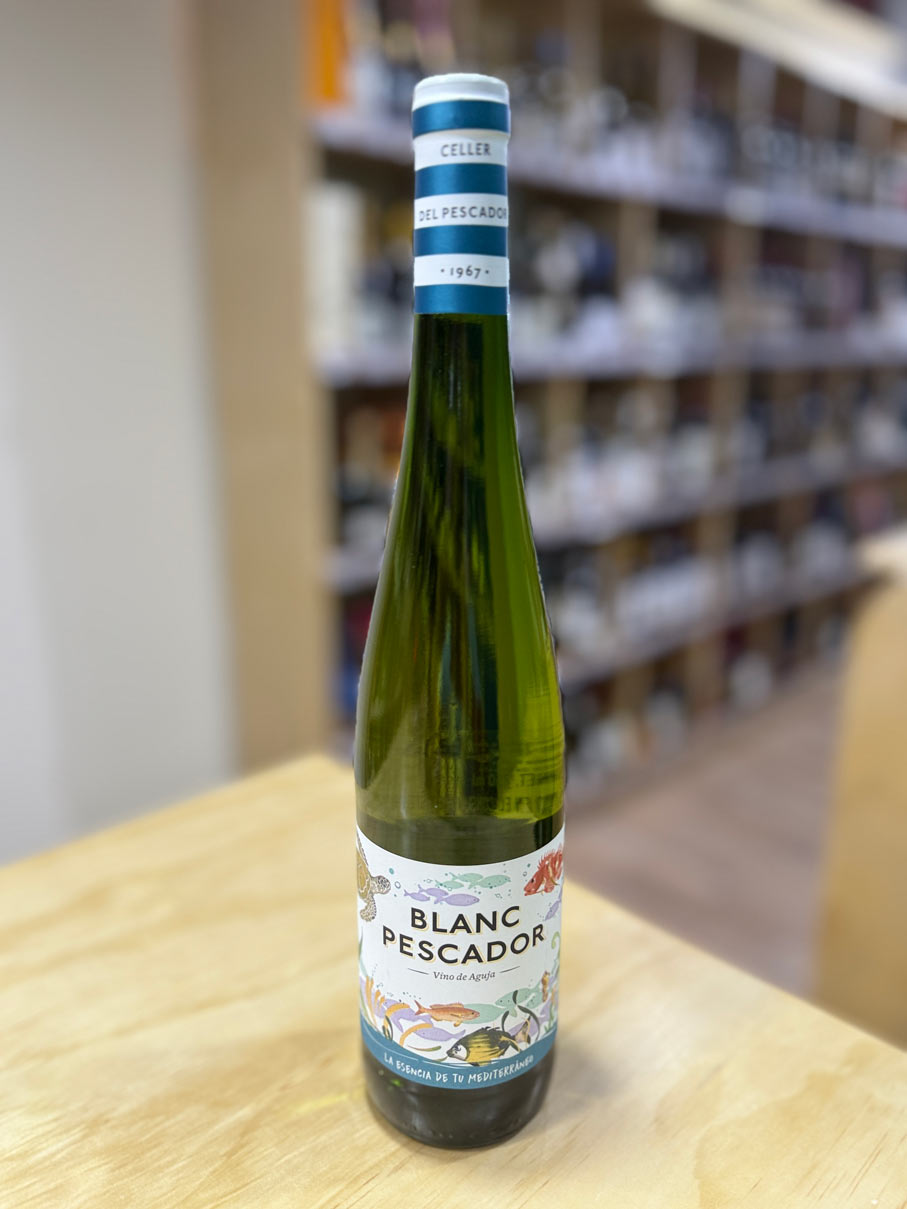 CELLER
DEL PESCADOR
• 1967 •
BLANC
PESCADOR
Vino de Aguja
LA ESENCIA DE TU MEDITERRÁNEO